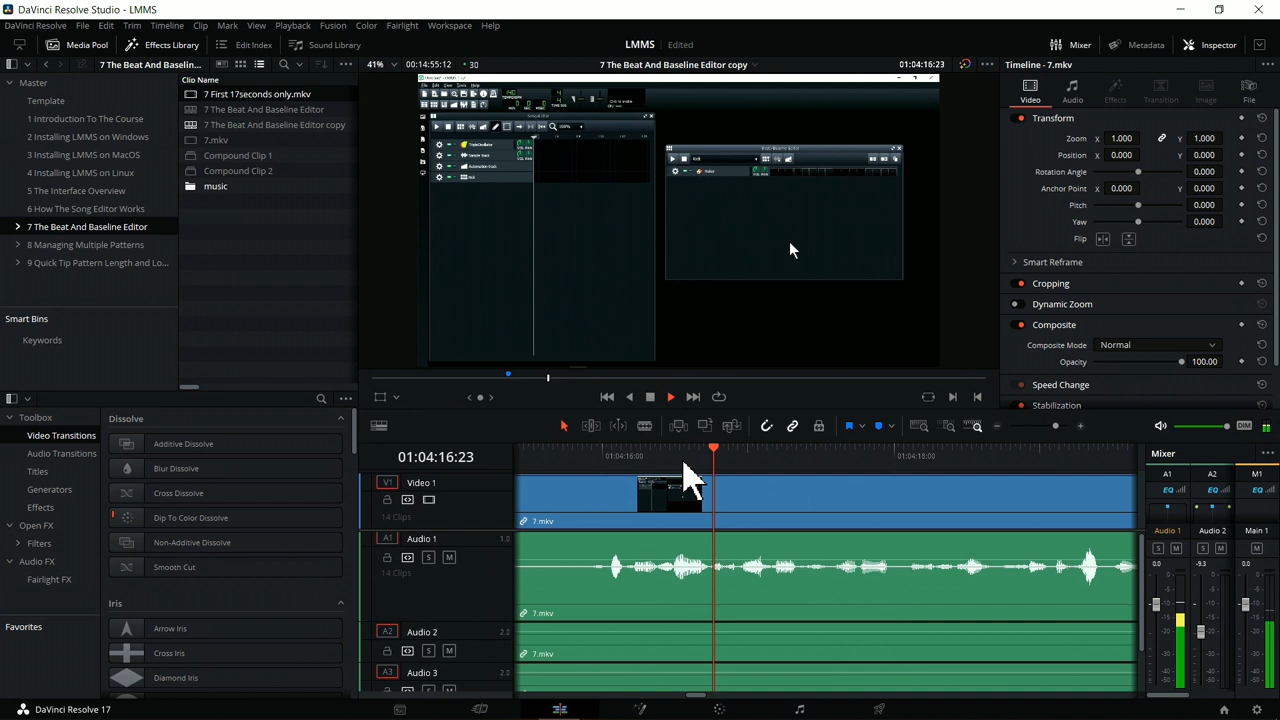 DaVinci Resolve Studio - LMMS
DaVinci Resolve File Edit Trim Timeline Clip Mark View Playback Fusion Color Fairlight Workspace Help
Media Pool Effects Library Edit Index Sound Library LMMS Edited Mixer Metadata Inspector
7 The Beat And Baselin... 41% 00:14:55:12 30 7 The Beat And Baseline Editor copy 01:04:16:23 Timeline - 7.mkv
Master
Template
1 Introduction To The Course
2 Installing LMMS on Windows
3 Installing LMMS on MacOS
4 Installing LMMS on Linux
5 The Interface Overview
6 How The Song Editor Works
7 The Beat And Baseline Editor
8 Managing Multiple Patterns
9 Quick Tip Pattern Length and Lo...
Smart Bins
Keywords
Clip Name
7 First 17seconds only.mkv
7 The Beat And Baseline Editor
7 The Beat And Baseline Editor copy
7.mkv
Compound Clip 1
Compound Clip 2
music
Video Audio Effects Transition Image File
Transform
Zoom X 1.000 Y 1.000
Position X 0.000 Y 0.000
Rotation Angle 0.000
Anchor Point X 0.000 Y 0.000
Pitch 0.000
Yaw 0.000
Flip
Smart Reframe
Cropping
Dynamic Zoom
Composite
Composite Mode Normal
Opacity 100.00
Speed Change
Stabilization
Toolbox
Video Transitions
Audio Transitions
Titles
Generators
Effects
Open FX
Filters
Audio FX
Fairlight FX
Favorites
Dissolve
Additive Dissolve
Blur Dissolve
Cross Dissolve
Dip To Color Dissolve
Non-Additive Dissolve
Smooth Cut
Iris
Arrow Iris
Cross Iris
Diamond Iris
DIM
01:04:16:23 01:04:16:00 01:04:18:00
V1 Video 1
14 Clips
7.mkv
A1 Audio 1 1.0
S M
14 Clips
7.mkv
A2 Audio 2 2.0
S M
7.mkv
A3 Audio 3 2.0
Mixer
A1 A2 M1
EQ EQ EQ
Audio 1 Audio 2 Main 1
S M S M M
0.0 -9.3 0.0
DaVinci Resolve 17